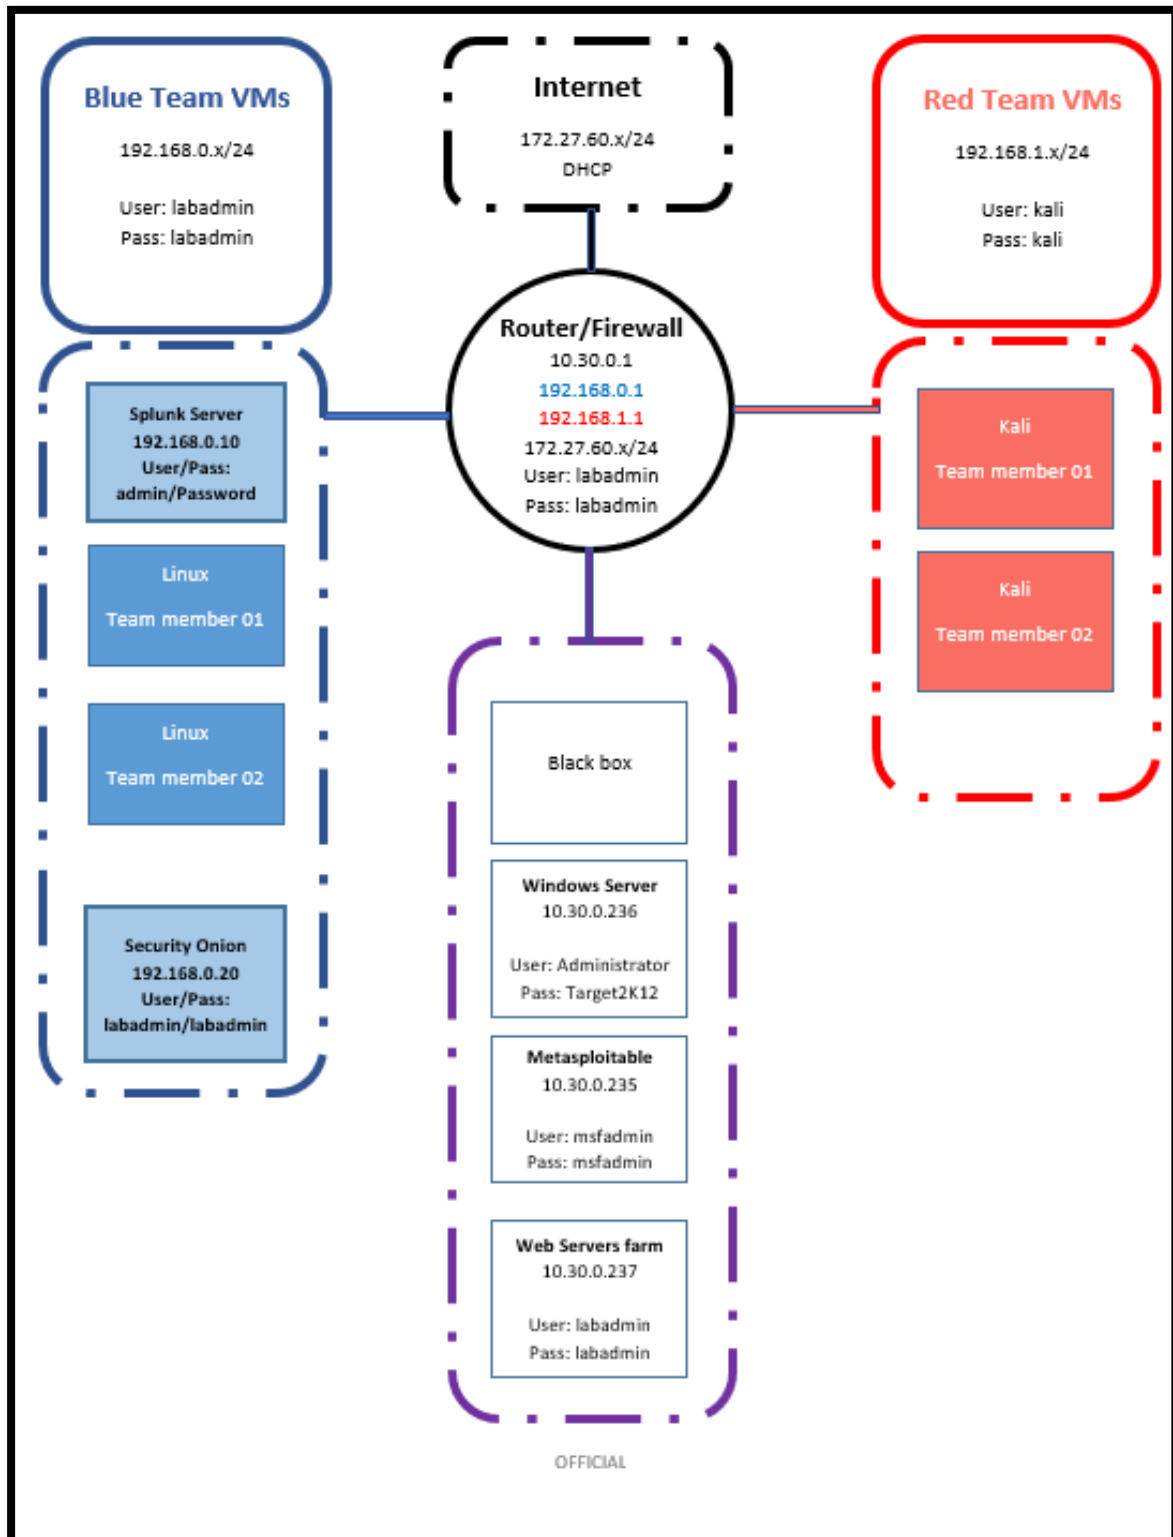 Blue Team VMs
192.168.0.x/24
User: labadmin
Pass: labadmin
Internet
172.27.60.x/24
DHCP
Red Team VMs
192.168.1.x/24
User: kali
Pass: kali
Router/Firewall
10.30.0.1
192.168.0.1
192.168.1.1
172.27.60.x/24
User: labadmin
Pass: labadmin
Splunk Server
192.168.0.10
User/Pass:
admin/Password
Linux
Team member 01
Linux
Team member 02
Security Onion
192.168.0.20
User/Pass:
labadmin/labadmin
Kali
Team member 01
Kali
Team member 02
Black box
Windows Server
10.30.0.236
User: Administrator
Pass: Target2K12
Metasploitable
10.30.0.235
User: msfadmin
Pass: msfadmin
Web Servers farm
10.30.0.237
User: labadmin
Pass: labadmin
OFFICIAL